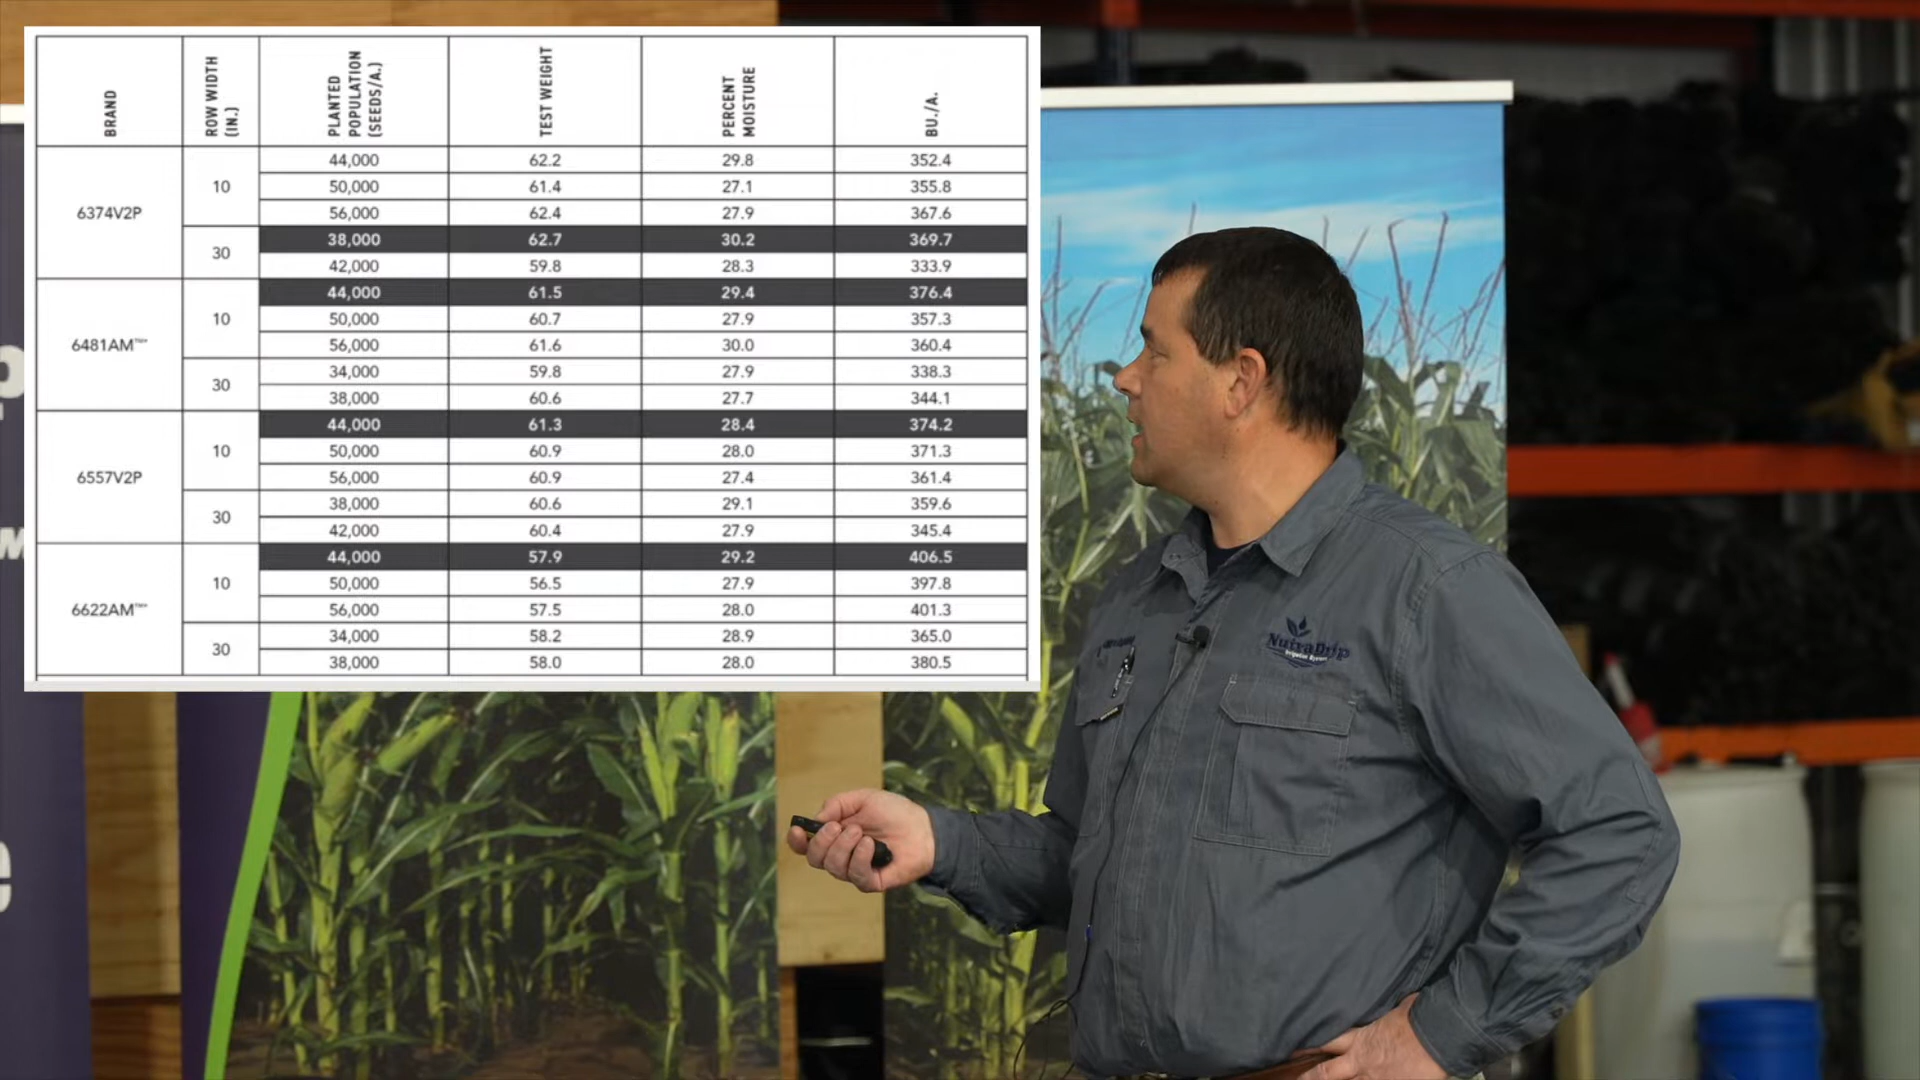 BRAND ROW WIDTH (IN.) PLANTED POPULATION (SEEDS/A.) TEST WEIGHT PERCENT MOISTURE BU./A.
6374V2P 10 44,000 62.2 29.8 352.4
50,000 61.4 27.1 355.8
56,000 62.4 27.9 367.6
30 38,000 62.7 30.2 369.7
42,000 59.8 28.3 333.9
6481AM™* 10 44,000 61.5 29.4 376.4
50,000 60.7 27.9 357.3
56,000 61.6 30.0 360.4
30 34,000 59.8 27.9 338.3
38,000 60.6 27.7 344.1
6557V2P 10 44,000 61.3 28.4 374.2
50,000 60.9 28.0 371.3
56,000 60.9 27.4 361.4
30 38,000 60.6 29.1 359.6
42,000 60.4 27.9 345.4
6622AM™* 10 44,000 57.9 29.2 406.5
50,000 56.5 27.9 397.8
56,000 57.5 28.0 401.3
30 34,000 58.2 28.9 365.0
38,000 58.0 28.0 380.5
NutraDrip
Irrigation Systems